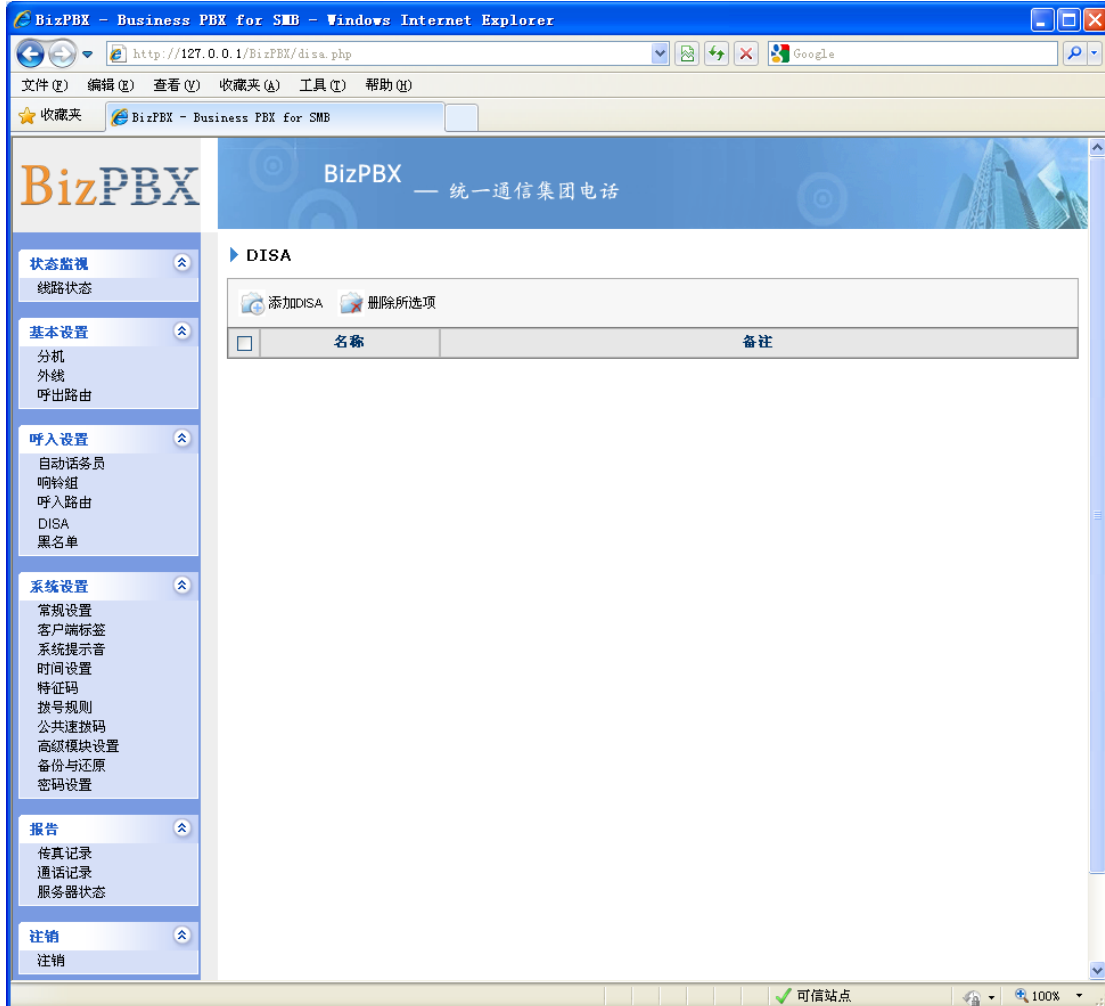 BizPBX - Business PBX for SMB - Windows Internet Explorer
http://127.0.0.1/BizPBX/disa.php
Google
文件(F) 编辑(E) 查看(V) 收藏夹(A) 工具(T) 帮助(H)
收藏夹
BizPBX - Business PBX for SMB
BizPBX
BizPBX — 统一通信集团电话
状态监视
线路状态
基本设置
分机
外线
呼出路由
呼入设置
自动话务员
响铃组
呼入路由
DISA
黑名单
系统设置
常规设置
客户端标签
系统提示音
时间设置
特征码
拨号规则
公共速拨码
高级模块设置
备份与还原
密码设置
报告
传真记录
通话记录
服务器状态
注销
注销
DISA
添加DISA 删除所选项
名称 备注
可信站点 100%